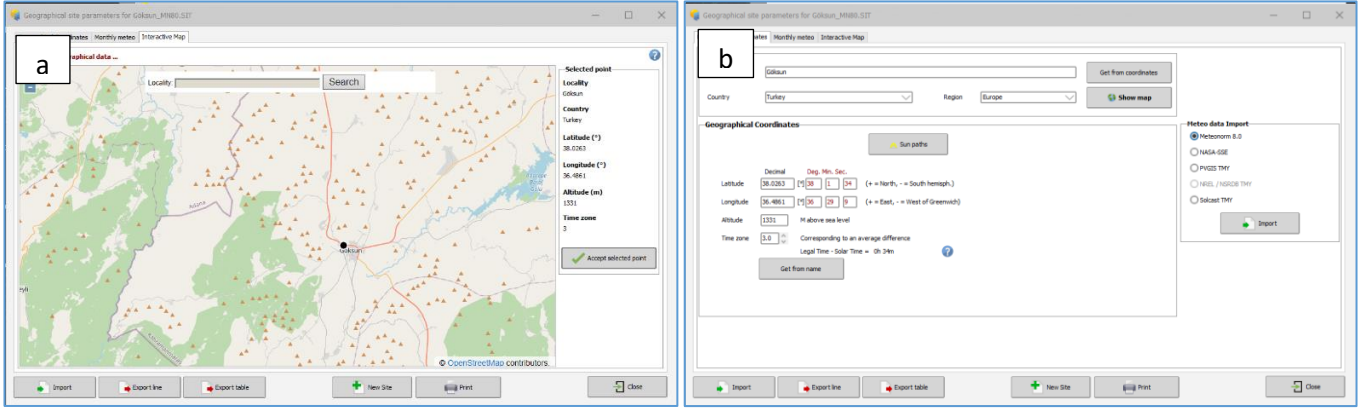 Geographical site parameters for Göksun_MN80.SIT
a
inates Monthly meteo Interactive Map
graphical data ...
Locality: Search
Adana
Göksun
Kahramanmaraş
eyli
© OpenStreetMap contributors.
Selected point
Locality
Göksun
Country
Turkey
Latitude (°)
38.0263
Longitude (°)
36.4861
Altitude (m)
1331
Time zone
3
Accept selected point
Import Export line Export table New Site Print Close
Geographical site parameters for Göksun_MN80.SIT
b
ates Monthly meteo Interactive Map
Göksun Get from coordinates
Country Turkey Region Europe Show map
Geographical Coordinates
Sun paths
Decimal Deg. Min. Sec.
Latitude 38.0263 [°] 38 1 34 (+ = North, - = South hemisph.)
Longitude 36.4861 [°] 36 29 9 (+ = East, - = West of Greenwich)
Altitude 1331 M above sea level
Time zone 3.0 Corresponding to an average difference
Legal Time - Solar Time = 0h 34m
Get from name
Meteo data Import
Meteonorm 8.0
NASA-SSE
PVGIS TMY
NREL / NSRDB TMY
Solcast TMY
Import
Import Export line Export table New Site Print Close